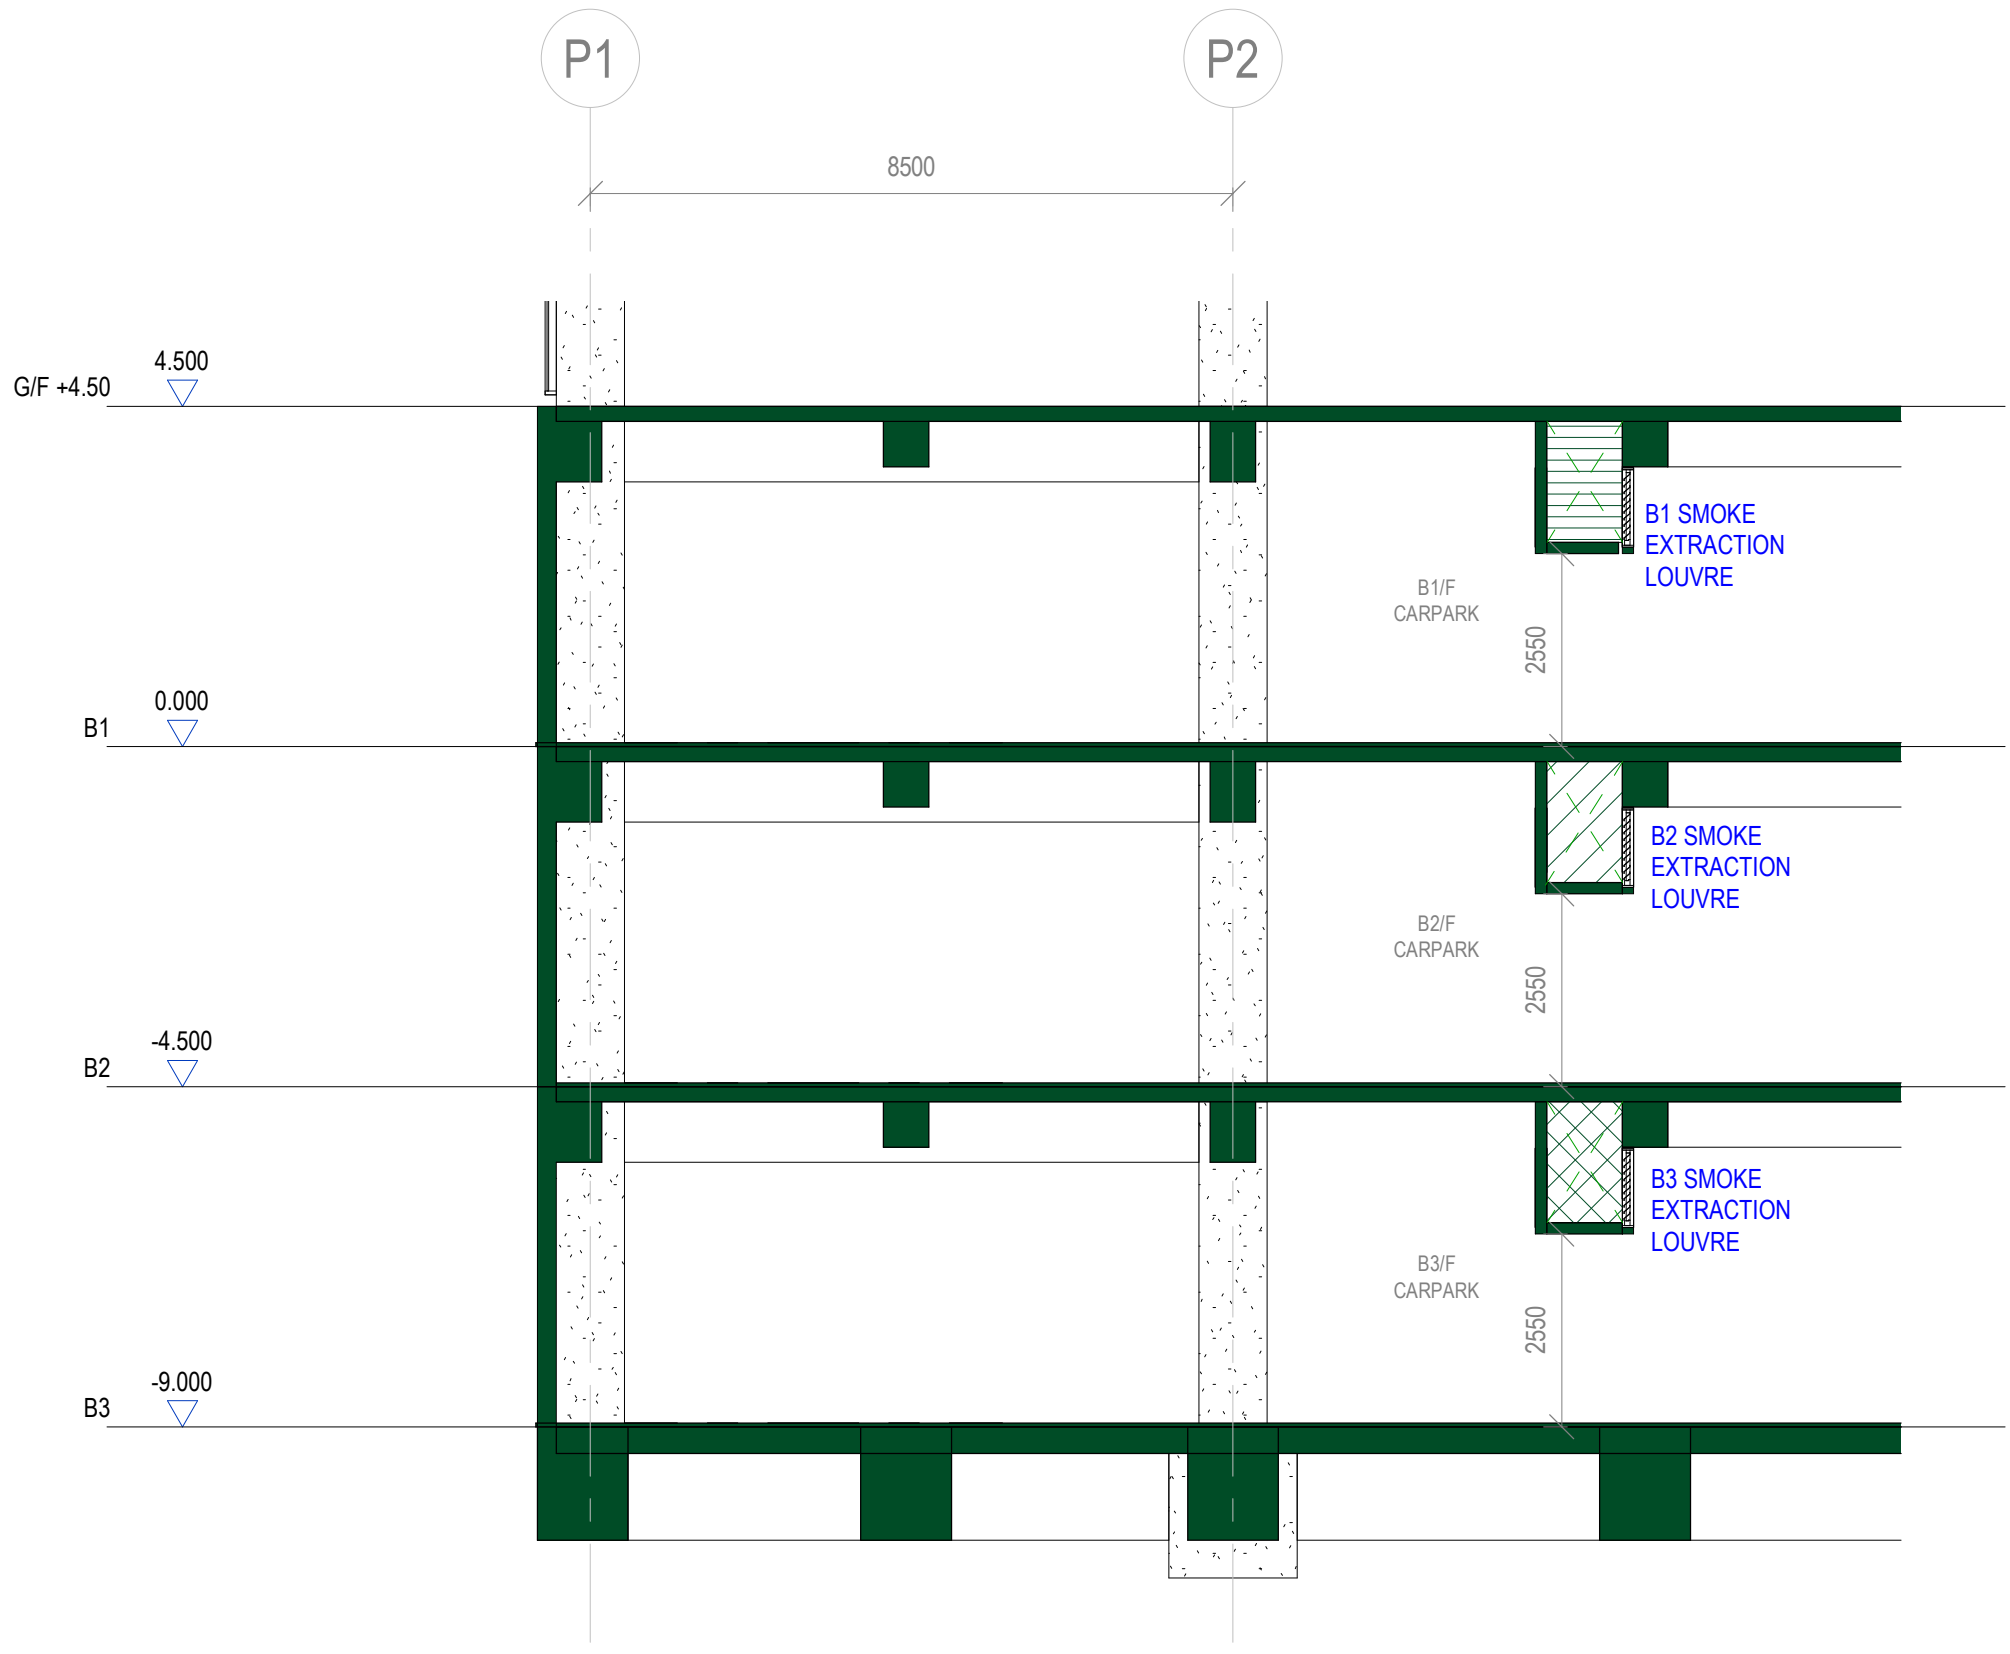 P1
P2
8500
4.500
G/F +4.50
B1 SMOKE
EXTRACTION
LOUVRE
B1/F
CARPARK
2550
0.000
B1
B2 SMOKE
EXTRACTION
LOUVRE
B2/F
CARPARK
2550
-4.500
B2
B3 SMOKE
EXTRACTION
LOUVRE
B3/F
CARPARK
2550
-9.000
B3